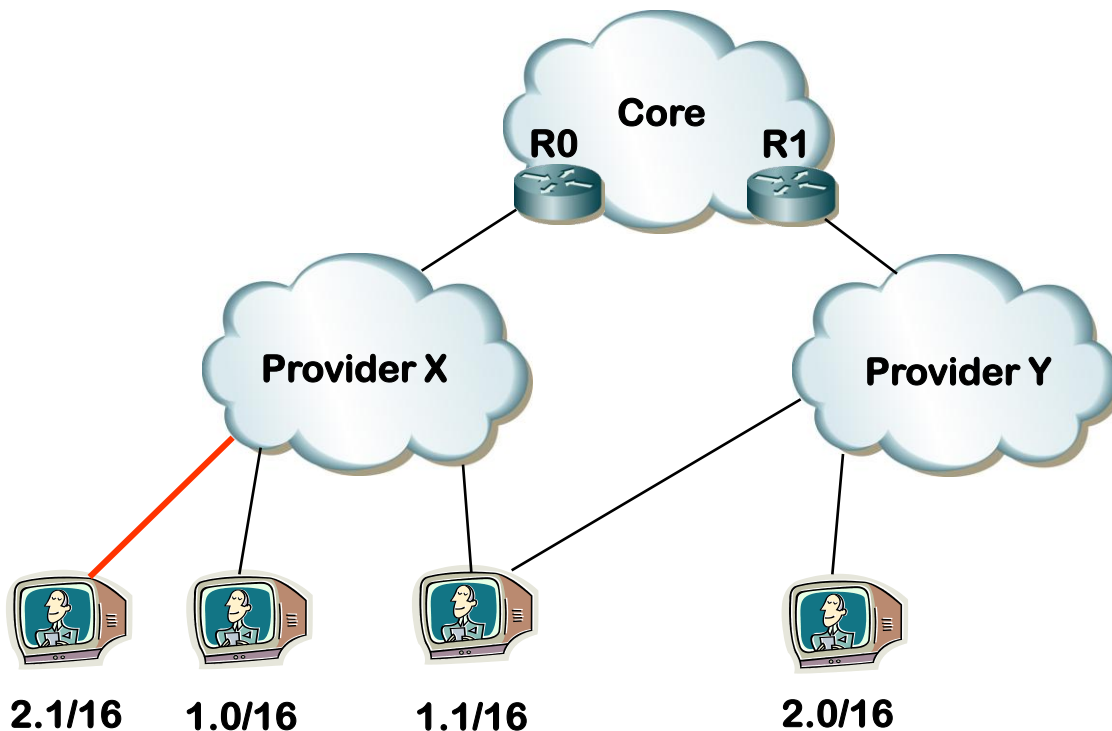 Core
R0
R1
Provider X
Provider Y
2.1/16
1.0/16
1.1/16
2.0/16